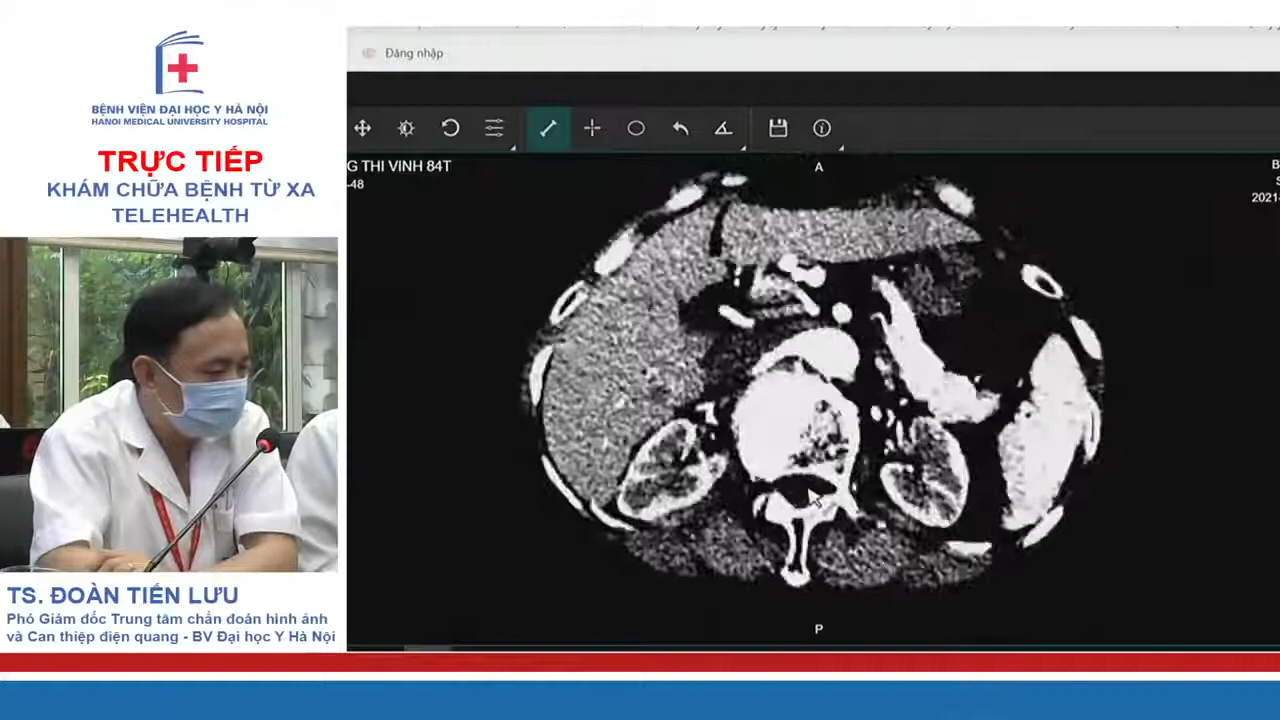 BỆNH VIỆN ĐẠI HỌC Y HÀ NỘI
HANOI MEDICAL UNIVERSITY HOSPITAL
TRỰC TIẾP
KHÁM CHỮA BỆNH TỪ XA
TELEHEALTH
TS. ĐOÀN TIẾN LƯU
Phó Giám đốc Trung tâm chẩn đoán hình ảnh
và Can thiệp điện quang - BV Đại học Y Hà Nội
Đăng nhập
G THI VINH 84T
-48
A
B
S
2021-
P